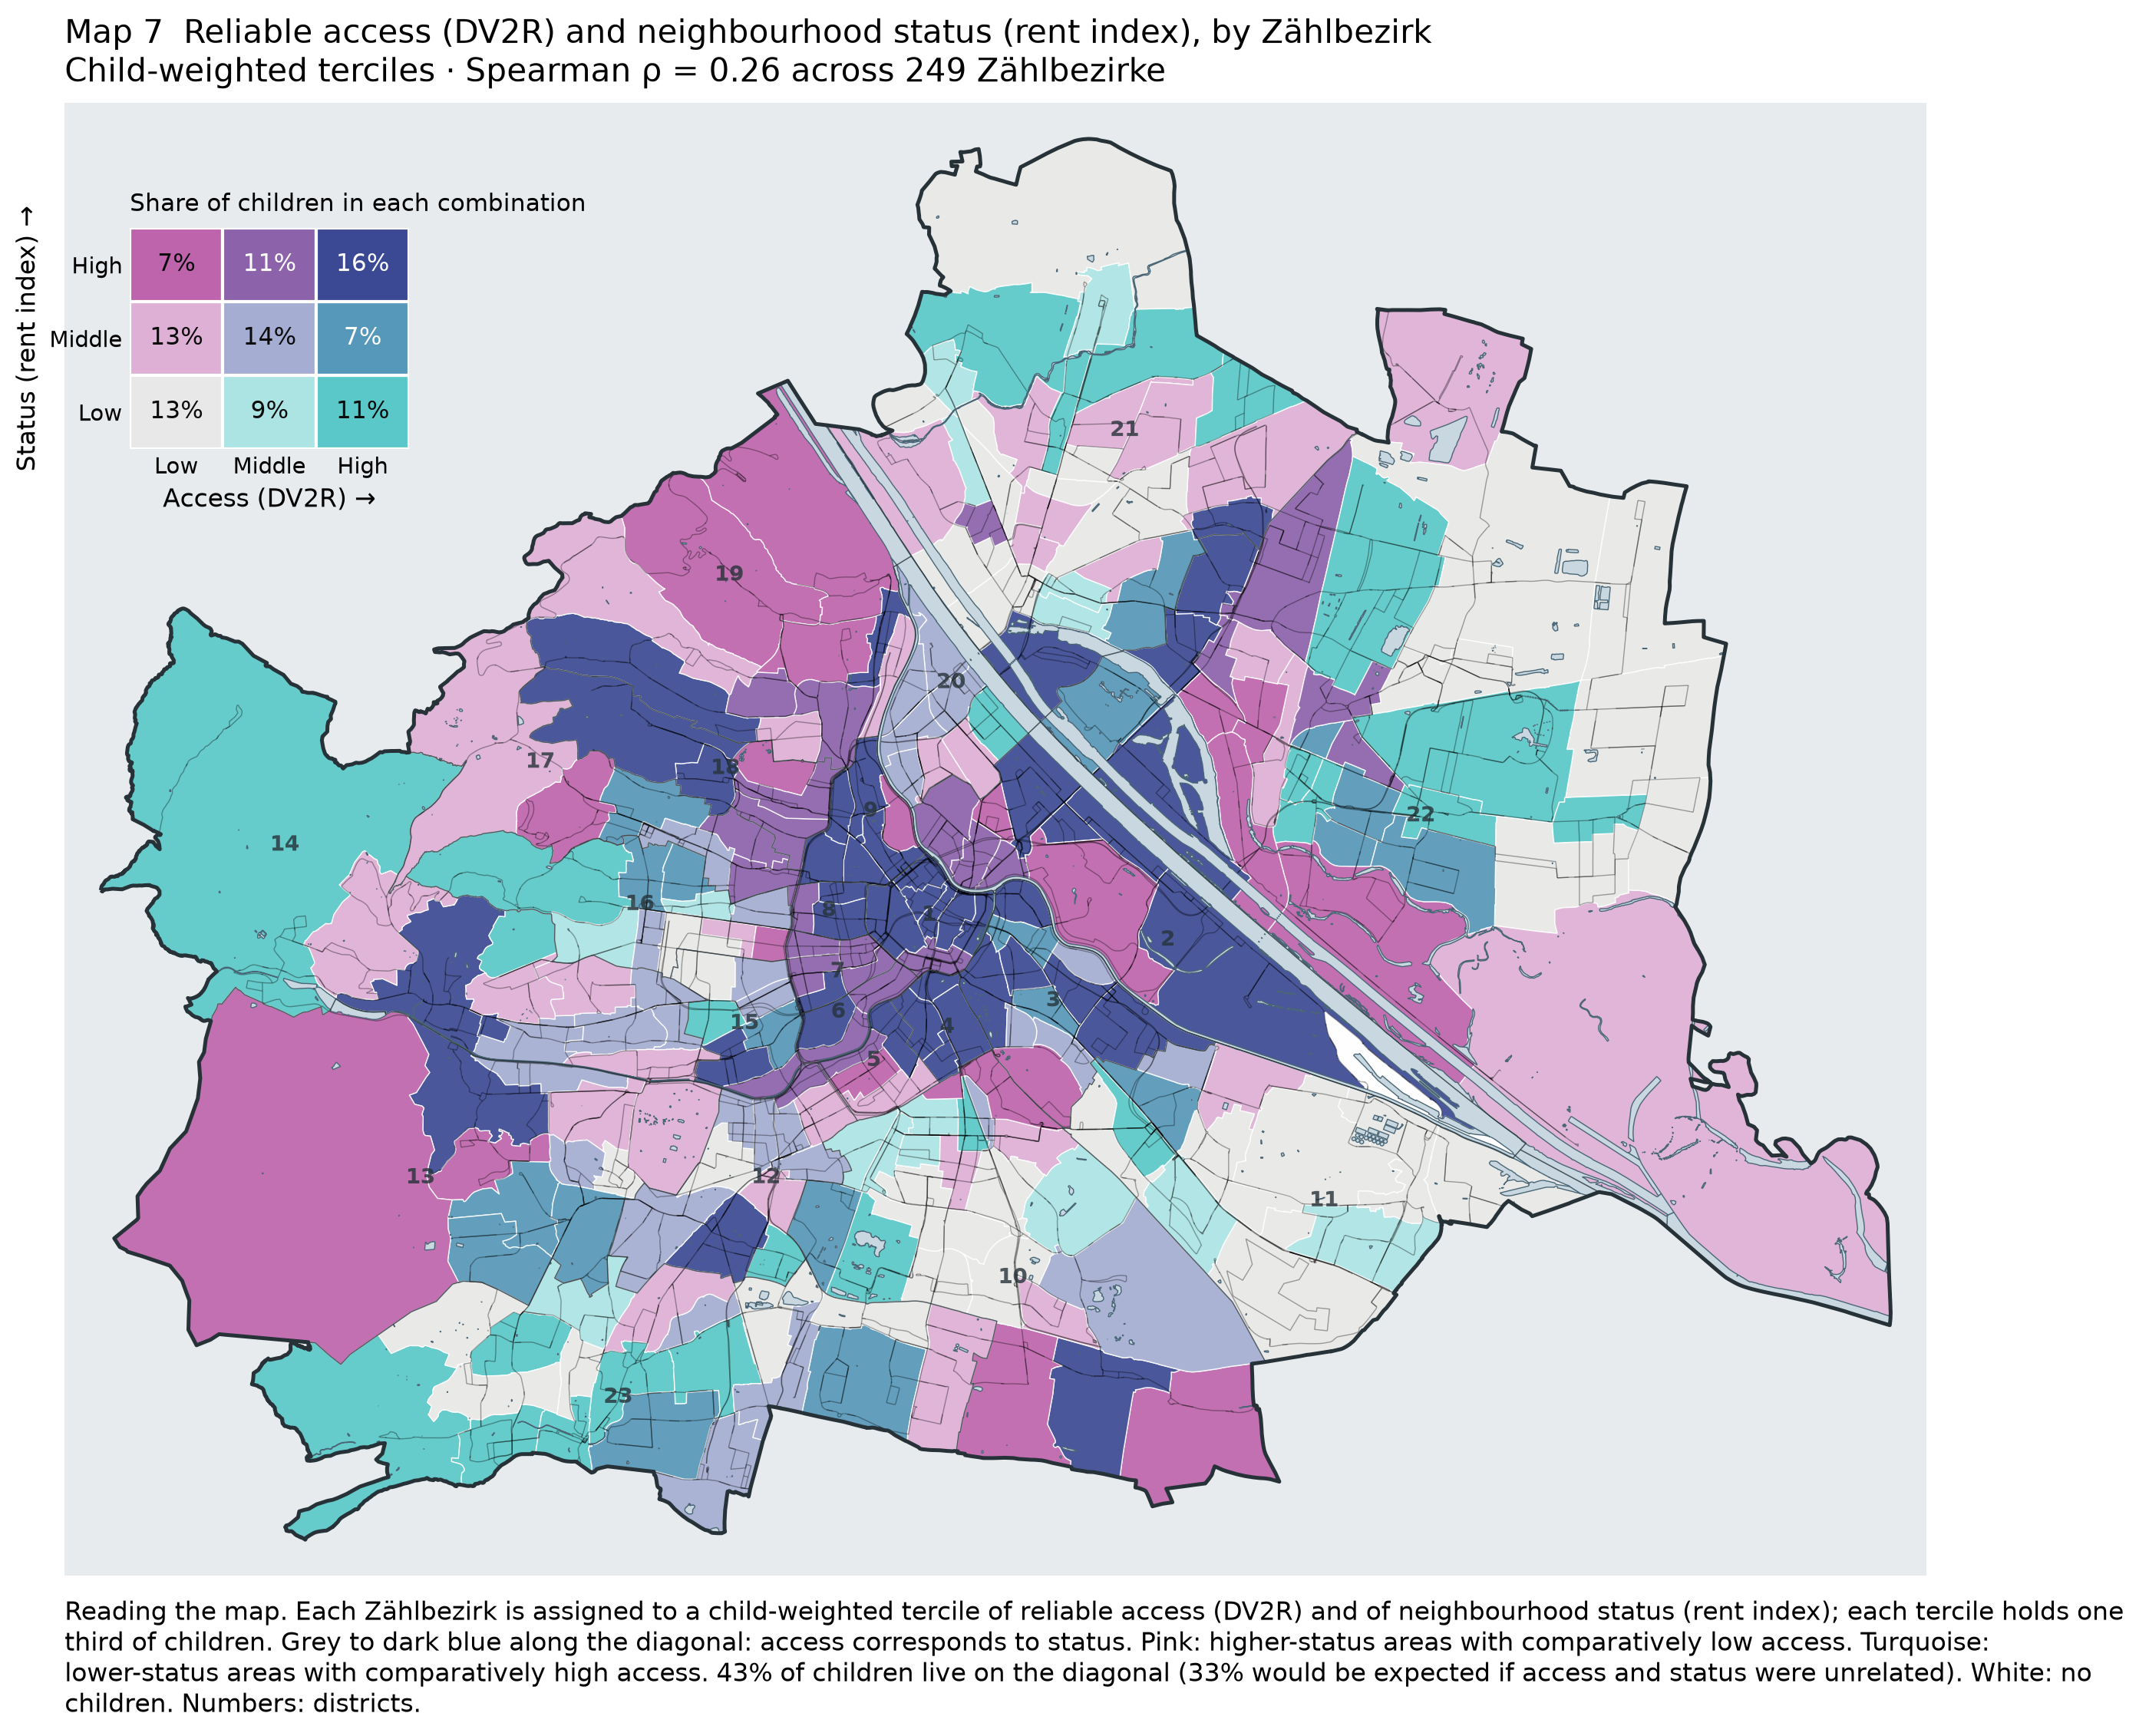 Map 7  Reliable access (DV2R) and neighbourhood status (rent index), by Zählbezirk
Child-weighted terciles · Spearman ρ = 0.26 across 249 Zählbezirke
Share of children in each combination
Status (rent index) →
High 7% 11% 16%
Middle 13% 14% 7%
Low 13% 9% 11%
Low Middle High
Access (DV2R) →
21
19
20
17
18
9
22
14
16
8
1
2
7
3
15
6
4
5
13
12
11
10
23
Reading the map. Each Zählbezirk is assigned to a child-weighted tercile of reliable access (DV2R) and of neighbourhood status (rent index); each tercile holds one
third of children. Grey to dark blue along the diagonal: access corresponds to status. Pink: higher-status areas with comparatively low access. Turquoise:
lower-status areas with comparatively high access. 43% of children live on the diagonal (33% would be expected if access and status were unrelated). White: no
children. Numbers: districts.